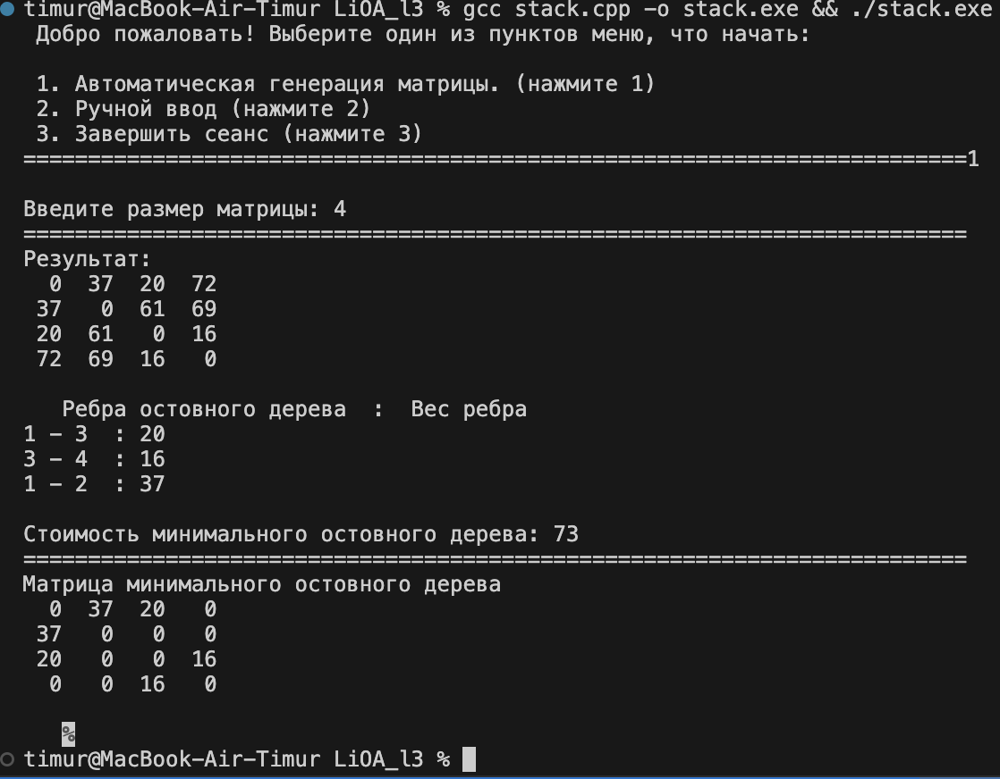 timur@MacBook-Air-Timur LiOA_l3 % gcc stack.cpp -o stack.exe && ./stack.exe
Добро пожаловать! Выберите один из пунктов меню, что начать:
1. Автоматическая генерация матрицы. (нажмите 1)
2. Ручной ввод (нажмите 2)
3. Завершить сеанс (нажмите 3)
=========================================================================1
Введите размер матрицы: 4
=========================================================================
Результат:
0 37 20 72
37 0 61 69
20 61 0 16
72 69 16 0
Ребра остовного дерева : Вес ребра
1 - 3 : 20
3 - 4 : 16
1 - 2 : 37
Стоимость минимального остовного дерева: 73
=========================================================================
Матрица минимального остовного дерева
0 37 20 0
37 0 0 0
20 0 0 16
0 0 16 0
%
timur@MacBook-Air-Timur LiOA_l3 %